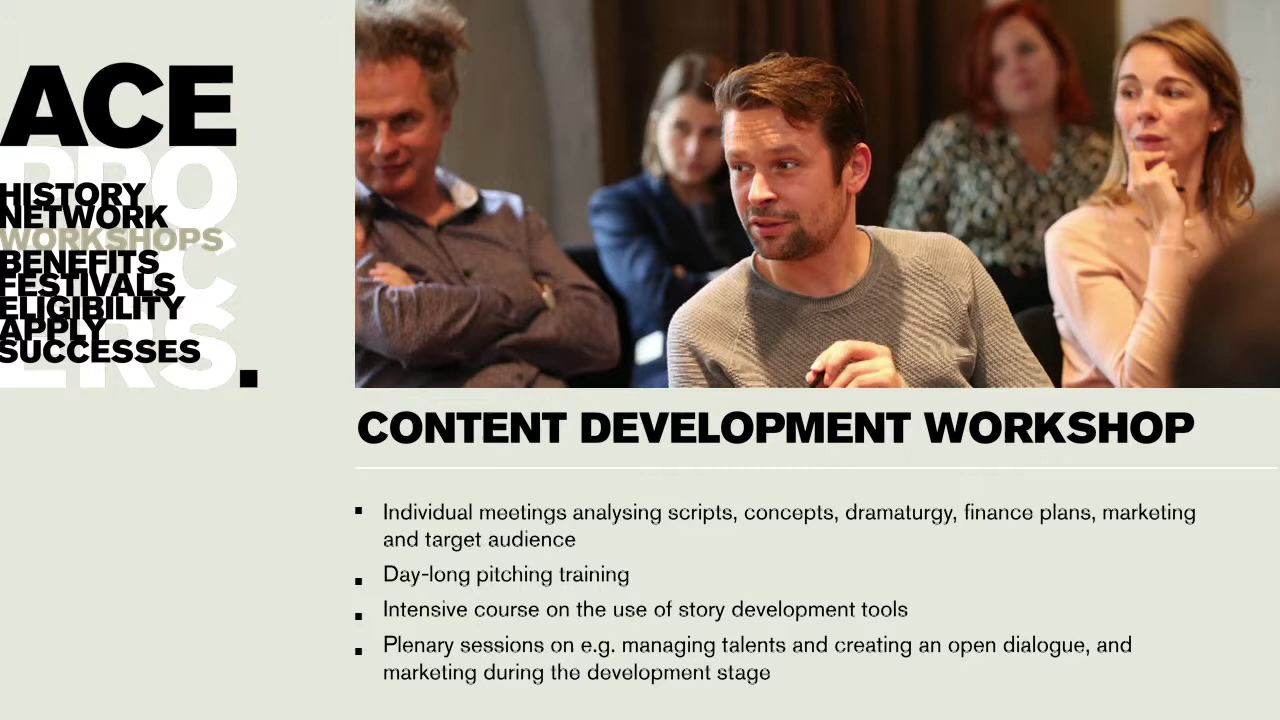 ACE
PRO
HISTORY
NETWORK
WORKSHOPS
BENEFITS
FESTIVALS
ELIGIBILITY
APPLY
SUCCESSES
ERS.
CONTENT DEVELOPMENT WORKSHOP
Individual meetings analysing scripts, concepts, dramaturgy, finance plans, marketing
and target audience
Day-long pitching training
Intensive course on the use of story development tools
Plenary sessions on e.g. managing talents and creating an open dialogue, and
marketing during the development stage